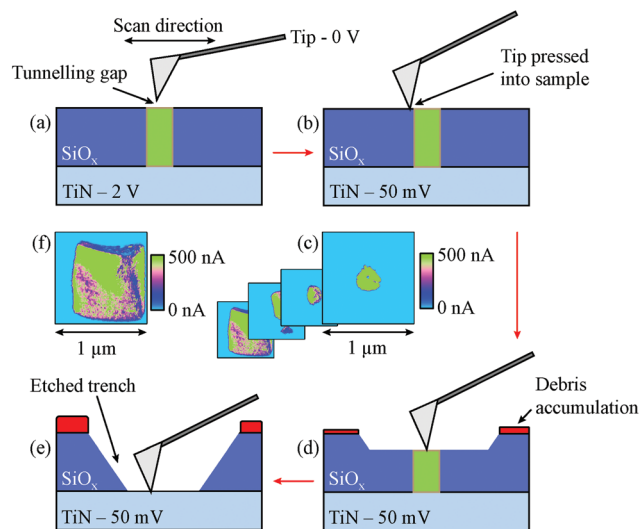 Scan direction
Tip - 0 V
Tunnelling gap
Tip pressed
into sample
(a)
(b)
SiOx
SiOx
TiN – 2 V
TiN – 50 mV
(f)
(c)
500 nA
500 nA
0 nA
0 nA
1 µm
1 µm
Etched trench
Debris
accumulation
(e)
(d)
SiOx
SiOx
TiN – 50 mV
TiN – 50 mV